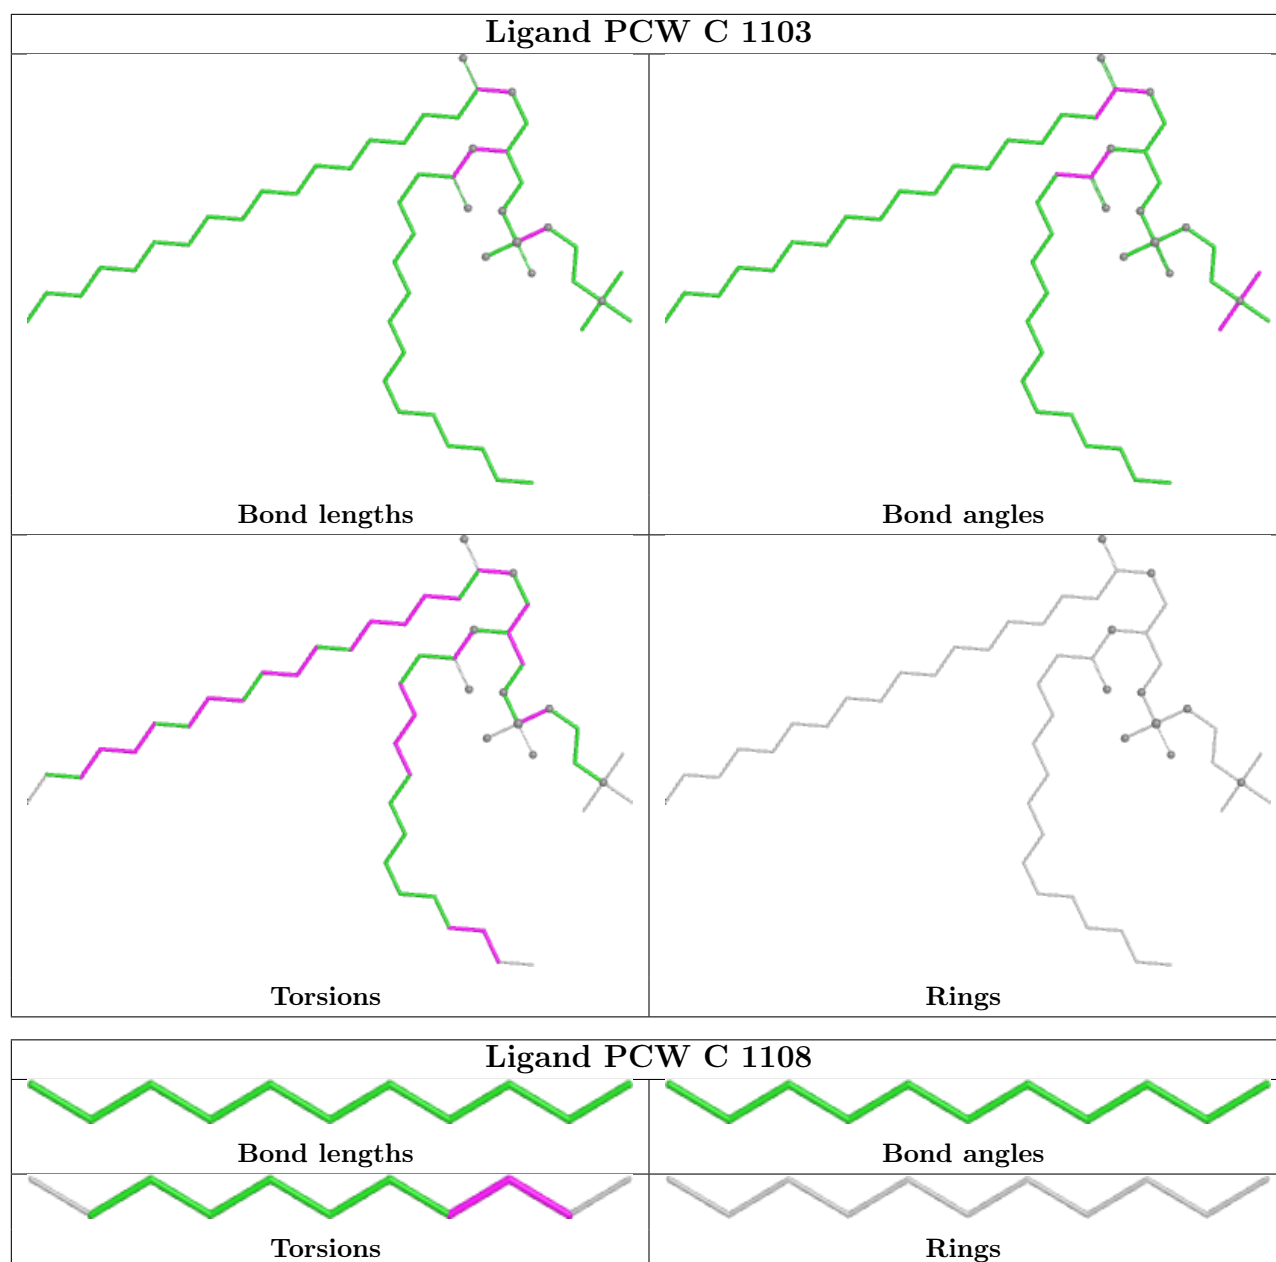 Ligand PCW C 1103
Bond lengths
Bond angles
Torsions
Rings
Ligand PCW C 1108
Bond lengths
Bond angles
Torsions
Rings